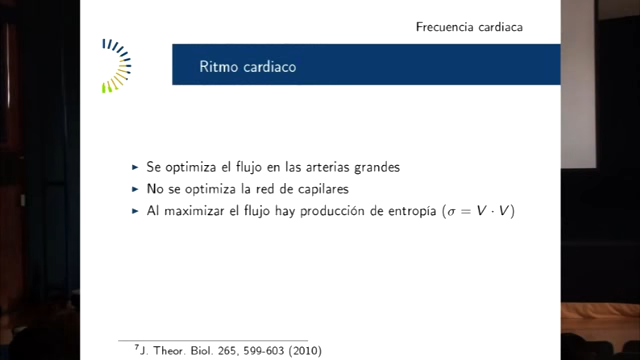 Frecuencia cardiaca
Ritmo cardiaco
Se optimiza el flujo en las arterias grandes
No se optimiza la red de capilares
Al maximizar el flujo hay producción de entropía (σ = V · V)
7J. Theor. Biol. 265, 599-603 (2010)